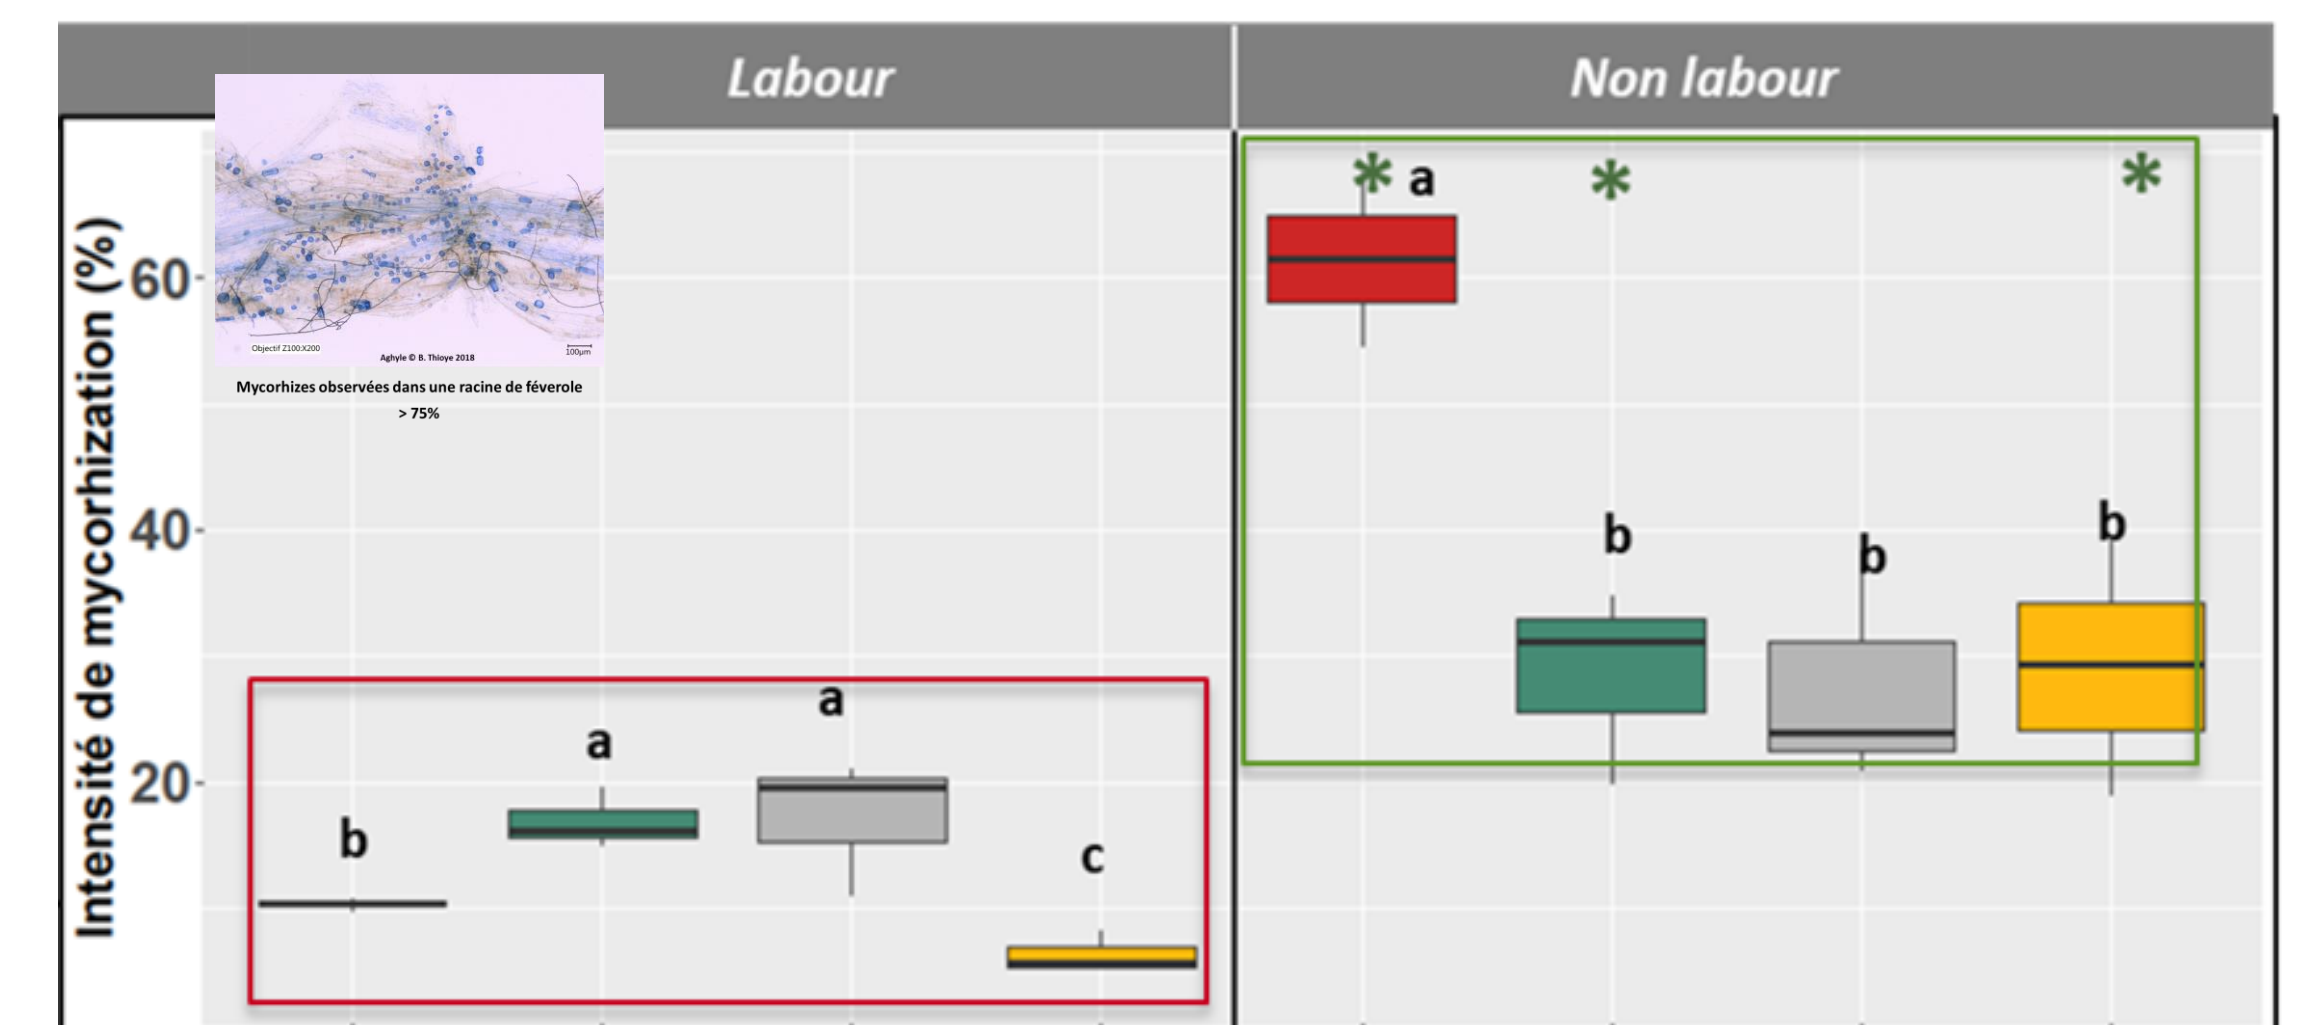 Labour
Non labour
Intensité de mycorhization (%)
60
40
20
Objectif Z100:X200
100µm
Aghyle © B. Thioye 2018
Mycorhizes observées dans une racine de féverole
> 75%
b
a
a
c
* a
*
*
b
b
b